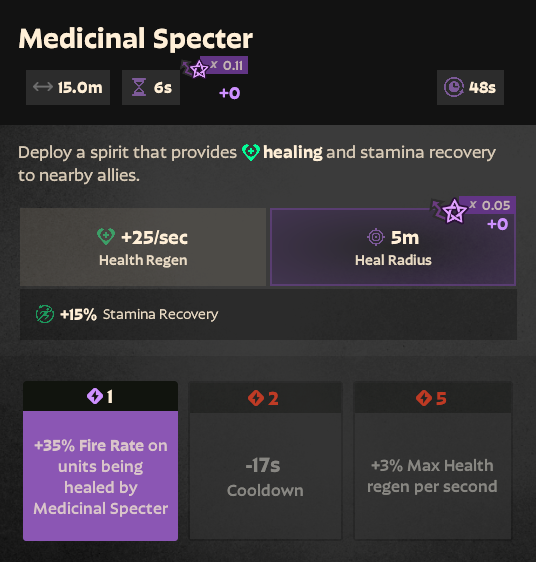 Medicinal Specter
15.0m
6s
x 0.11
+0
48s
Deploy a spirit that provides healing and stamina recovery
to nearby allies.
+25/sec
Health Regen
x 0.05
+0
5m
Heal Radius
+15% Stamina Recovery
1
+35% Fire Rate on
units being
healed by
Medicinal Specter
2
-17s
Cooldown
5
+3% Max Health
regen per second